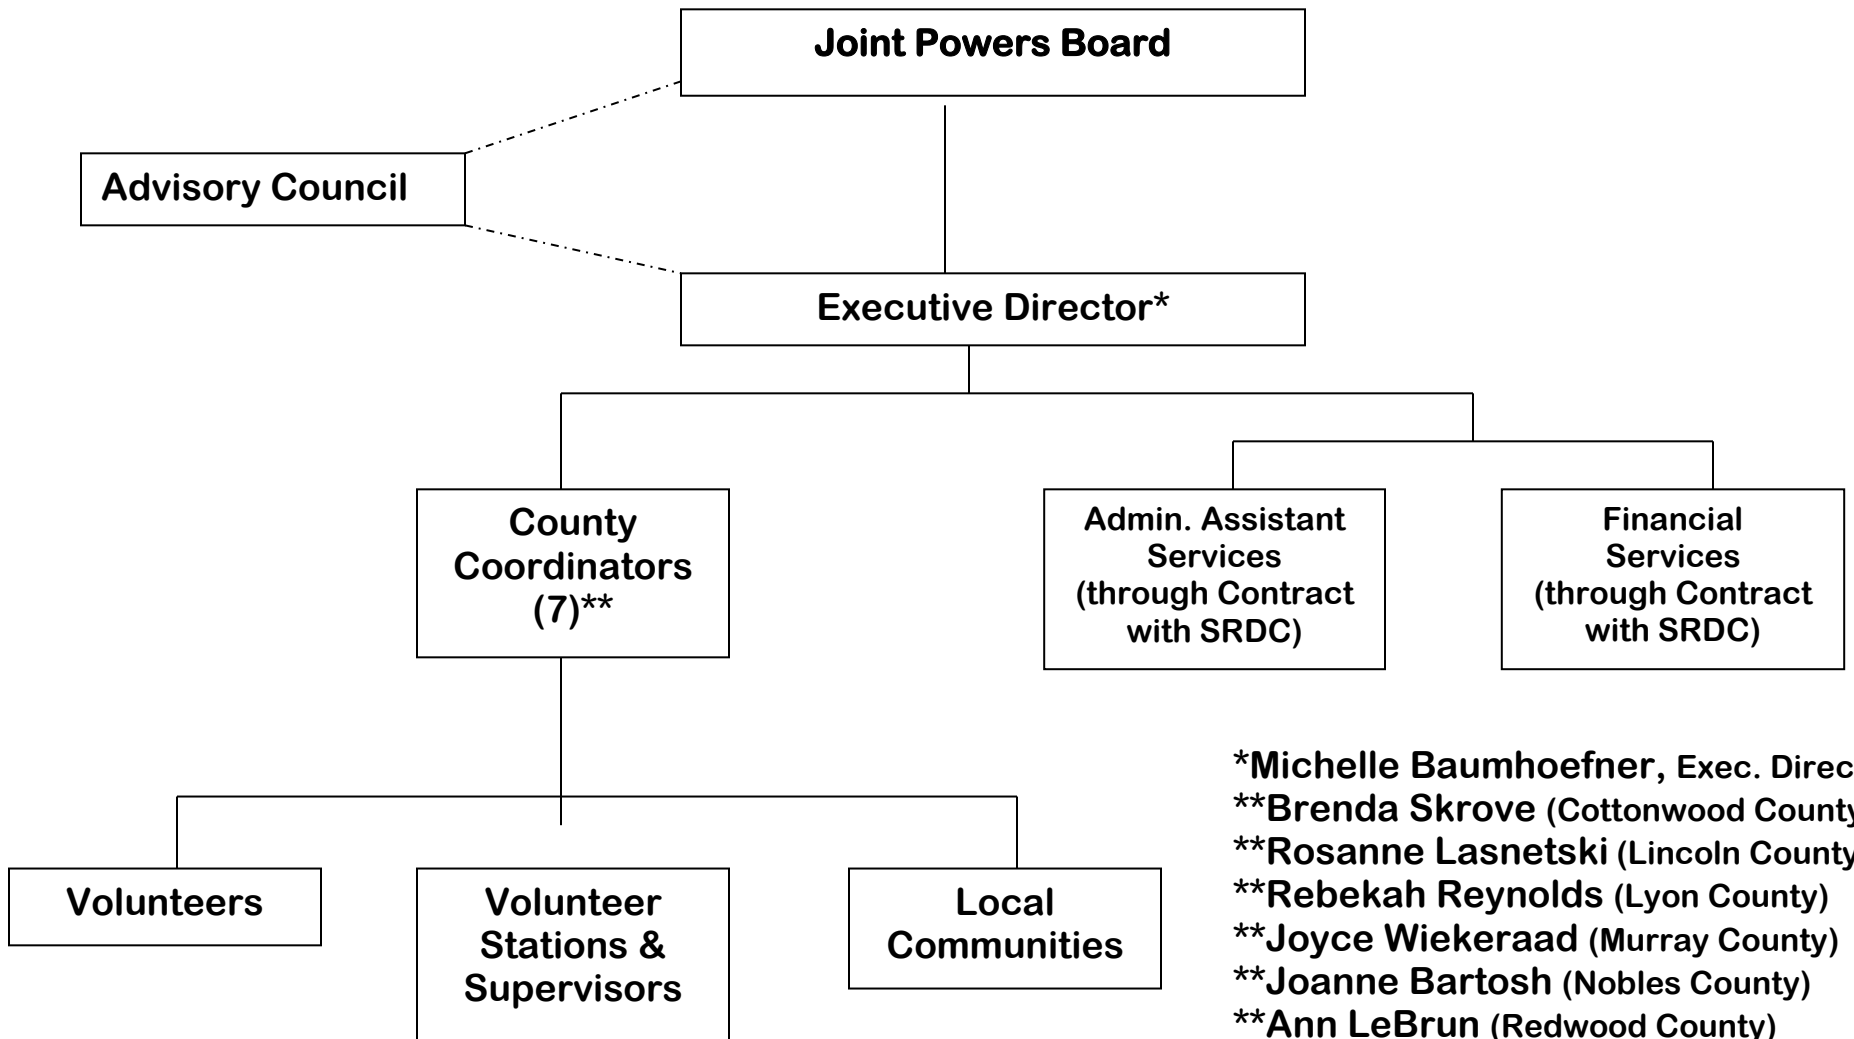 Joint Powers Board
Advisory Council
Executive Director*
County
Coordinators
(7)**
Admin. Assistant
Services
(through Contract
with SRDC)
Financial
Services
(through Contract
with SRDC)
Volunteers
Volunteer
Stations &
Supervisors
Local
Communities
*Michelle Baumhoefner, Exec. Direc
**Brenda Skrove (Cottonwood County
**Rosanne Lasnetski (Lincoln County
**Rebekah Reynolds (Lyon County)
**Joyce Wiekeraad (Murray County)
**Joanne Bartosh (Nobles County)
**Ann LeBrun (Redwood County)